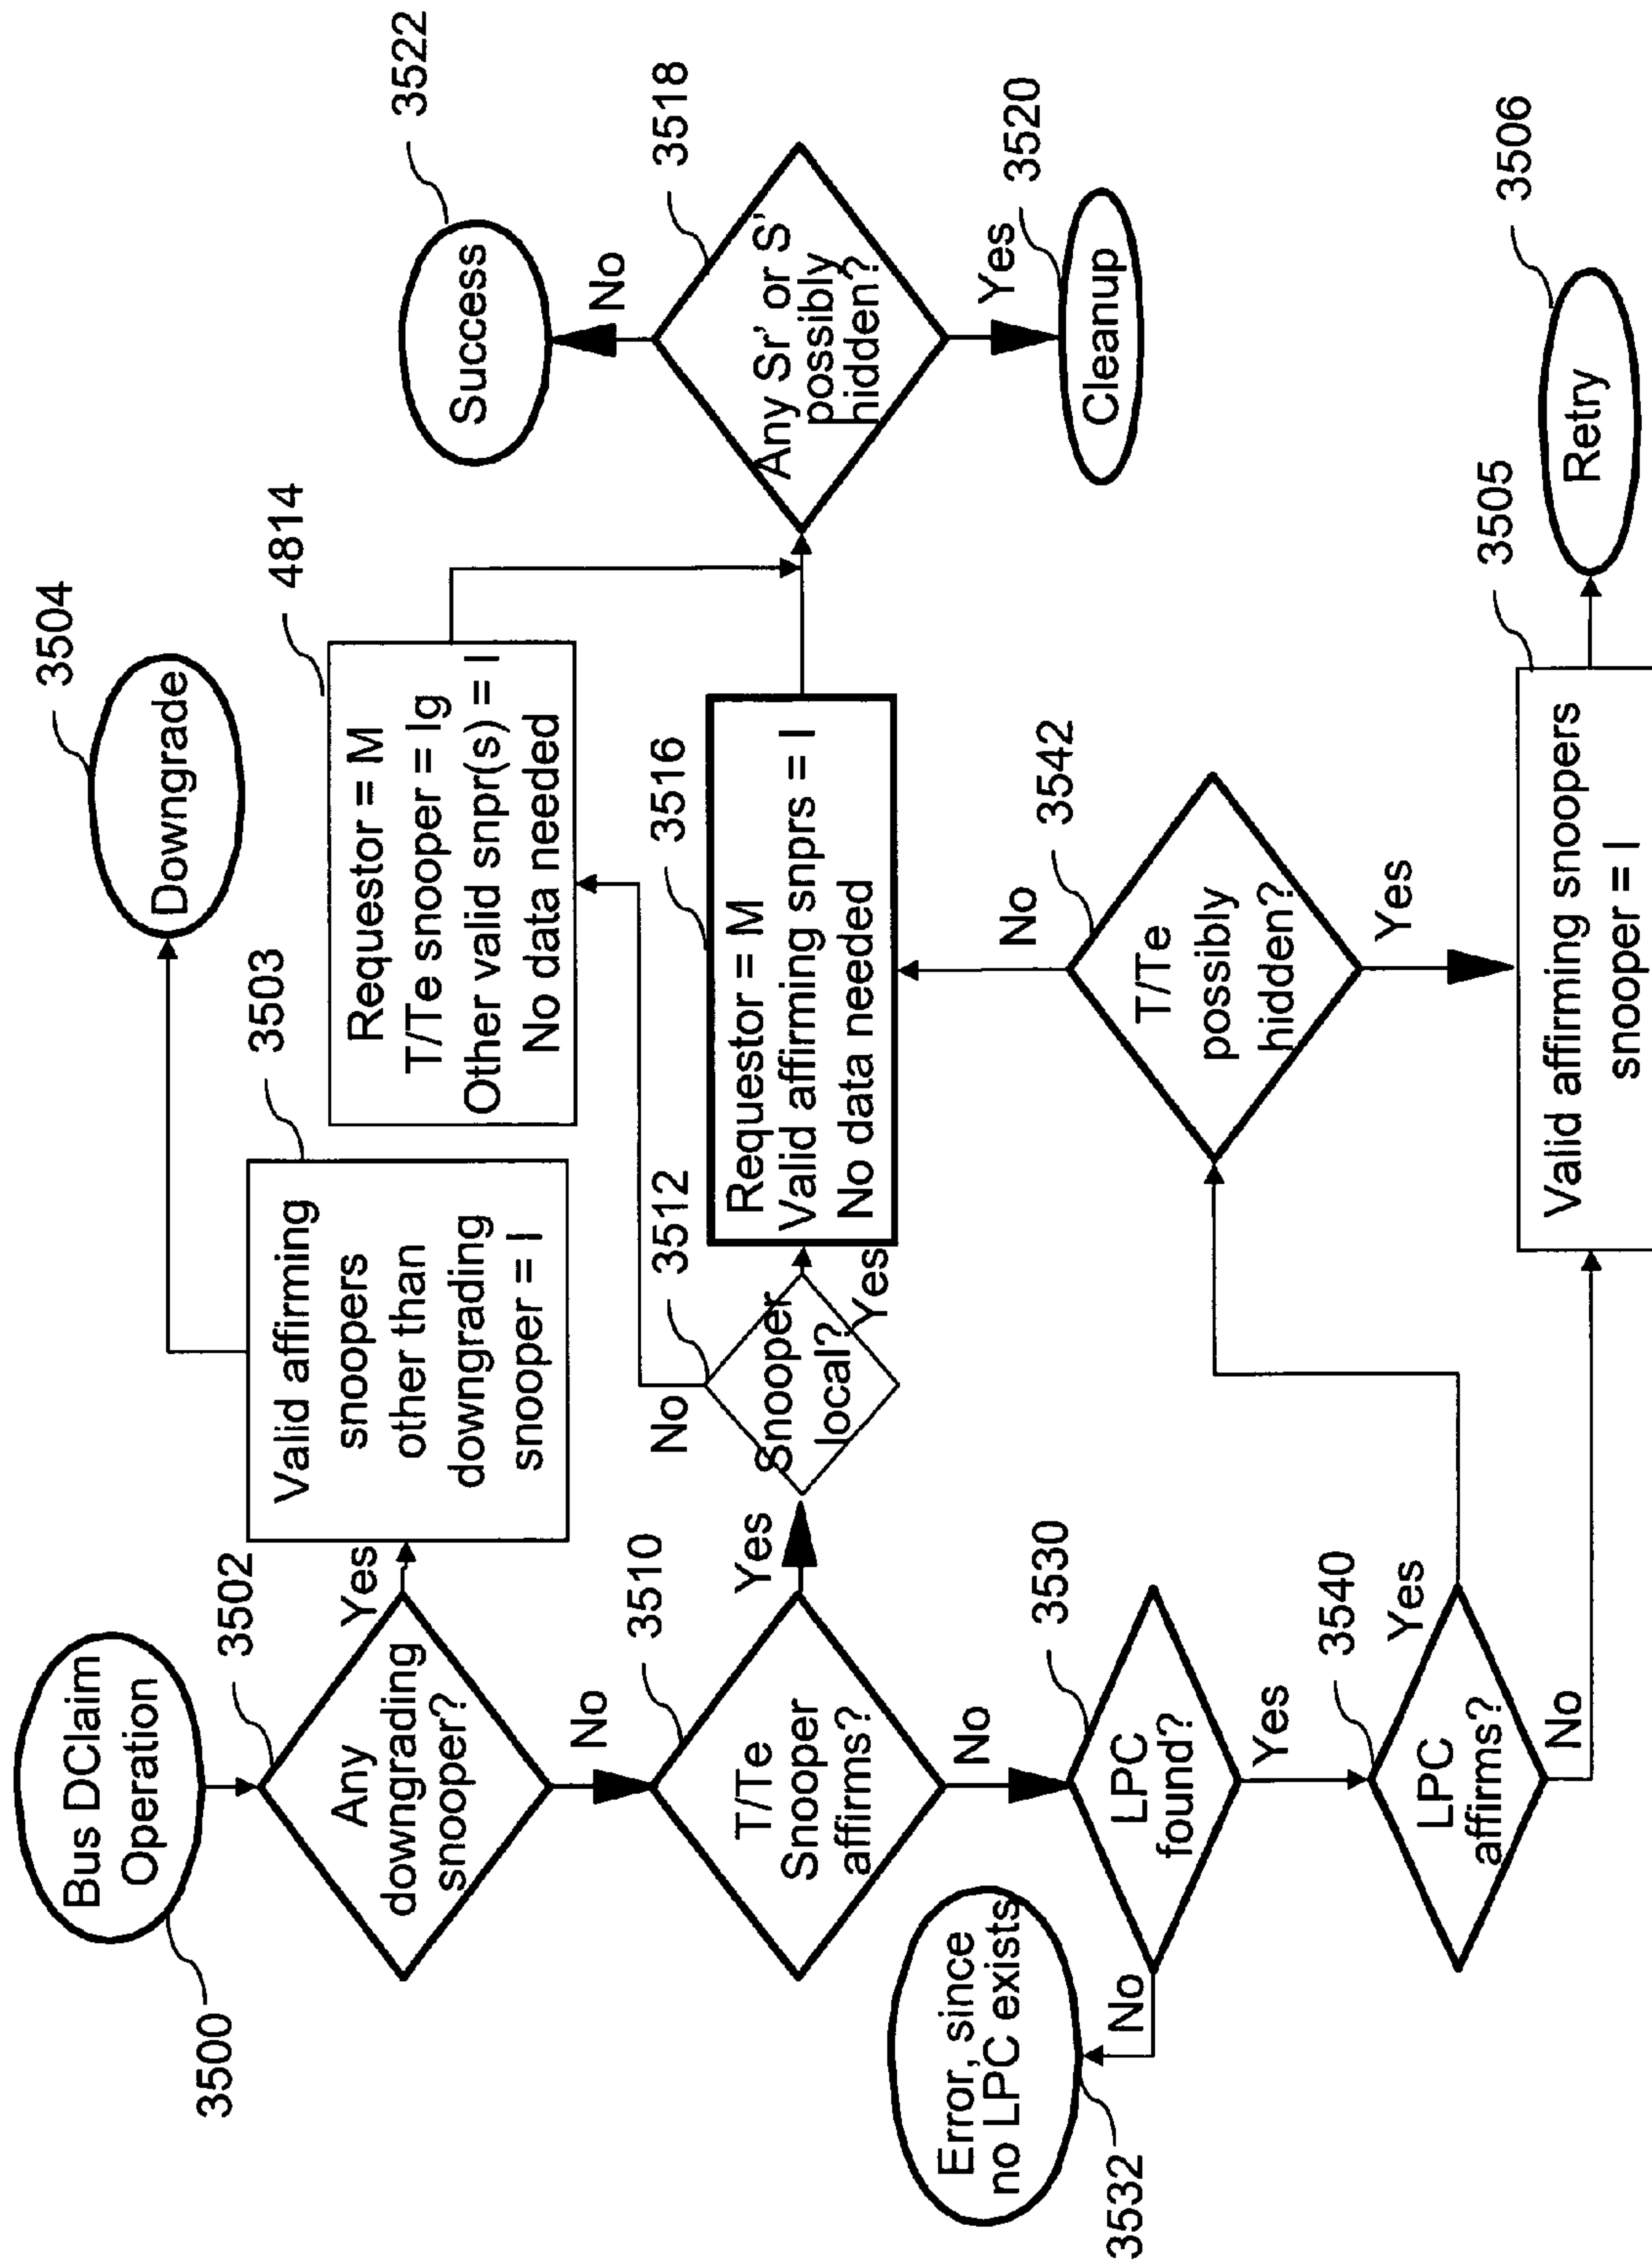 Bus DClaim
Operation
3500
Any
downgrading
snooper?
3502
Yes
No
Valid affirming
snoopers
other than
downgrading
snooper = I
3503
Downgrade
3504
T/Te
Snooper
affirms?
3510
Yes
No
Snooper
local?
3512
No
Yes
Requestor = M
T/Te snooper = Ig
Other valid snpr(s) = I
No data needed
4814
Requestor = M
Valid affirming snprs = I
No data needed
3516
Any Sr' or S'
possibly
hidden?
3518
No
Yes
Success
3522
Cleanup
3520
LPC
found?
3530
No
Yes
Error, since
no LPC exists
3532
LPC
affirms?
3540
Yes
No
T/Te
possibly
hidden?
3542
No
Yes
Valid affirming snoopers
snooper = I
3505
Retry
3506